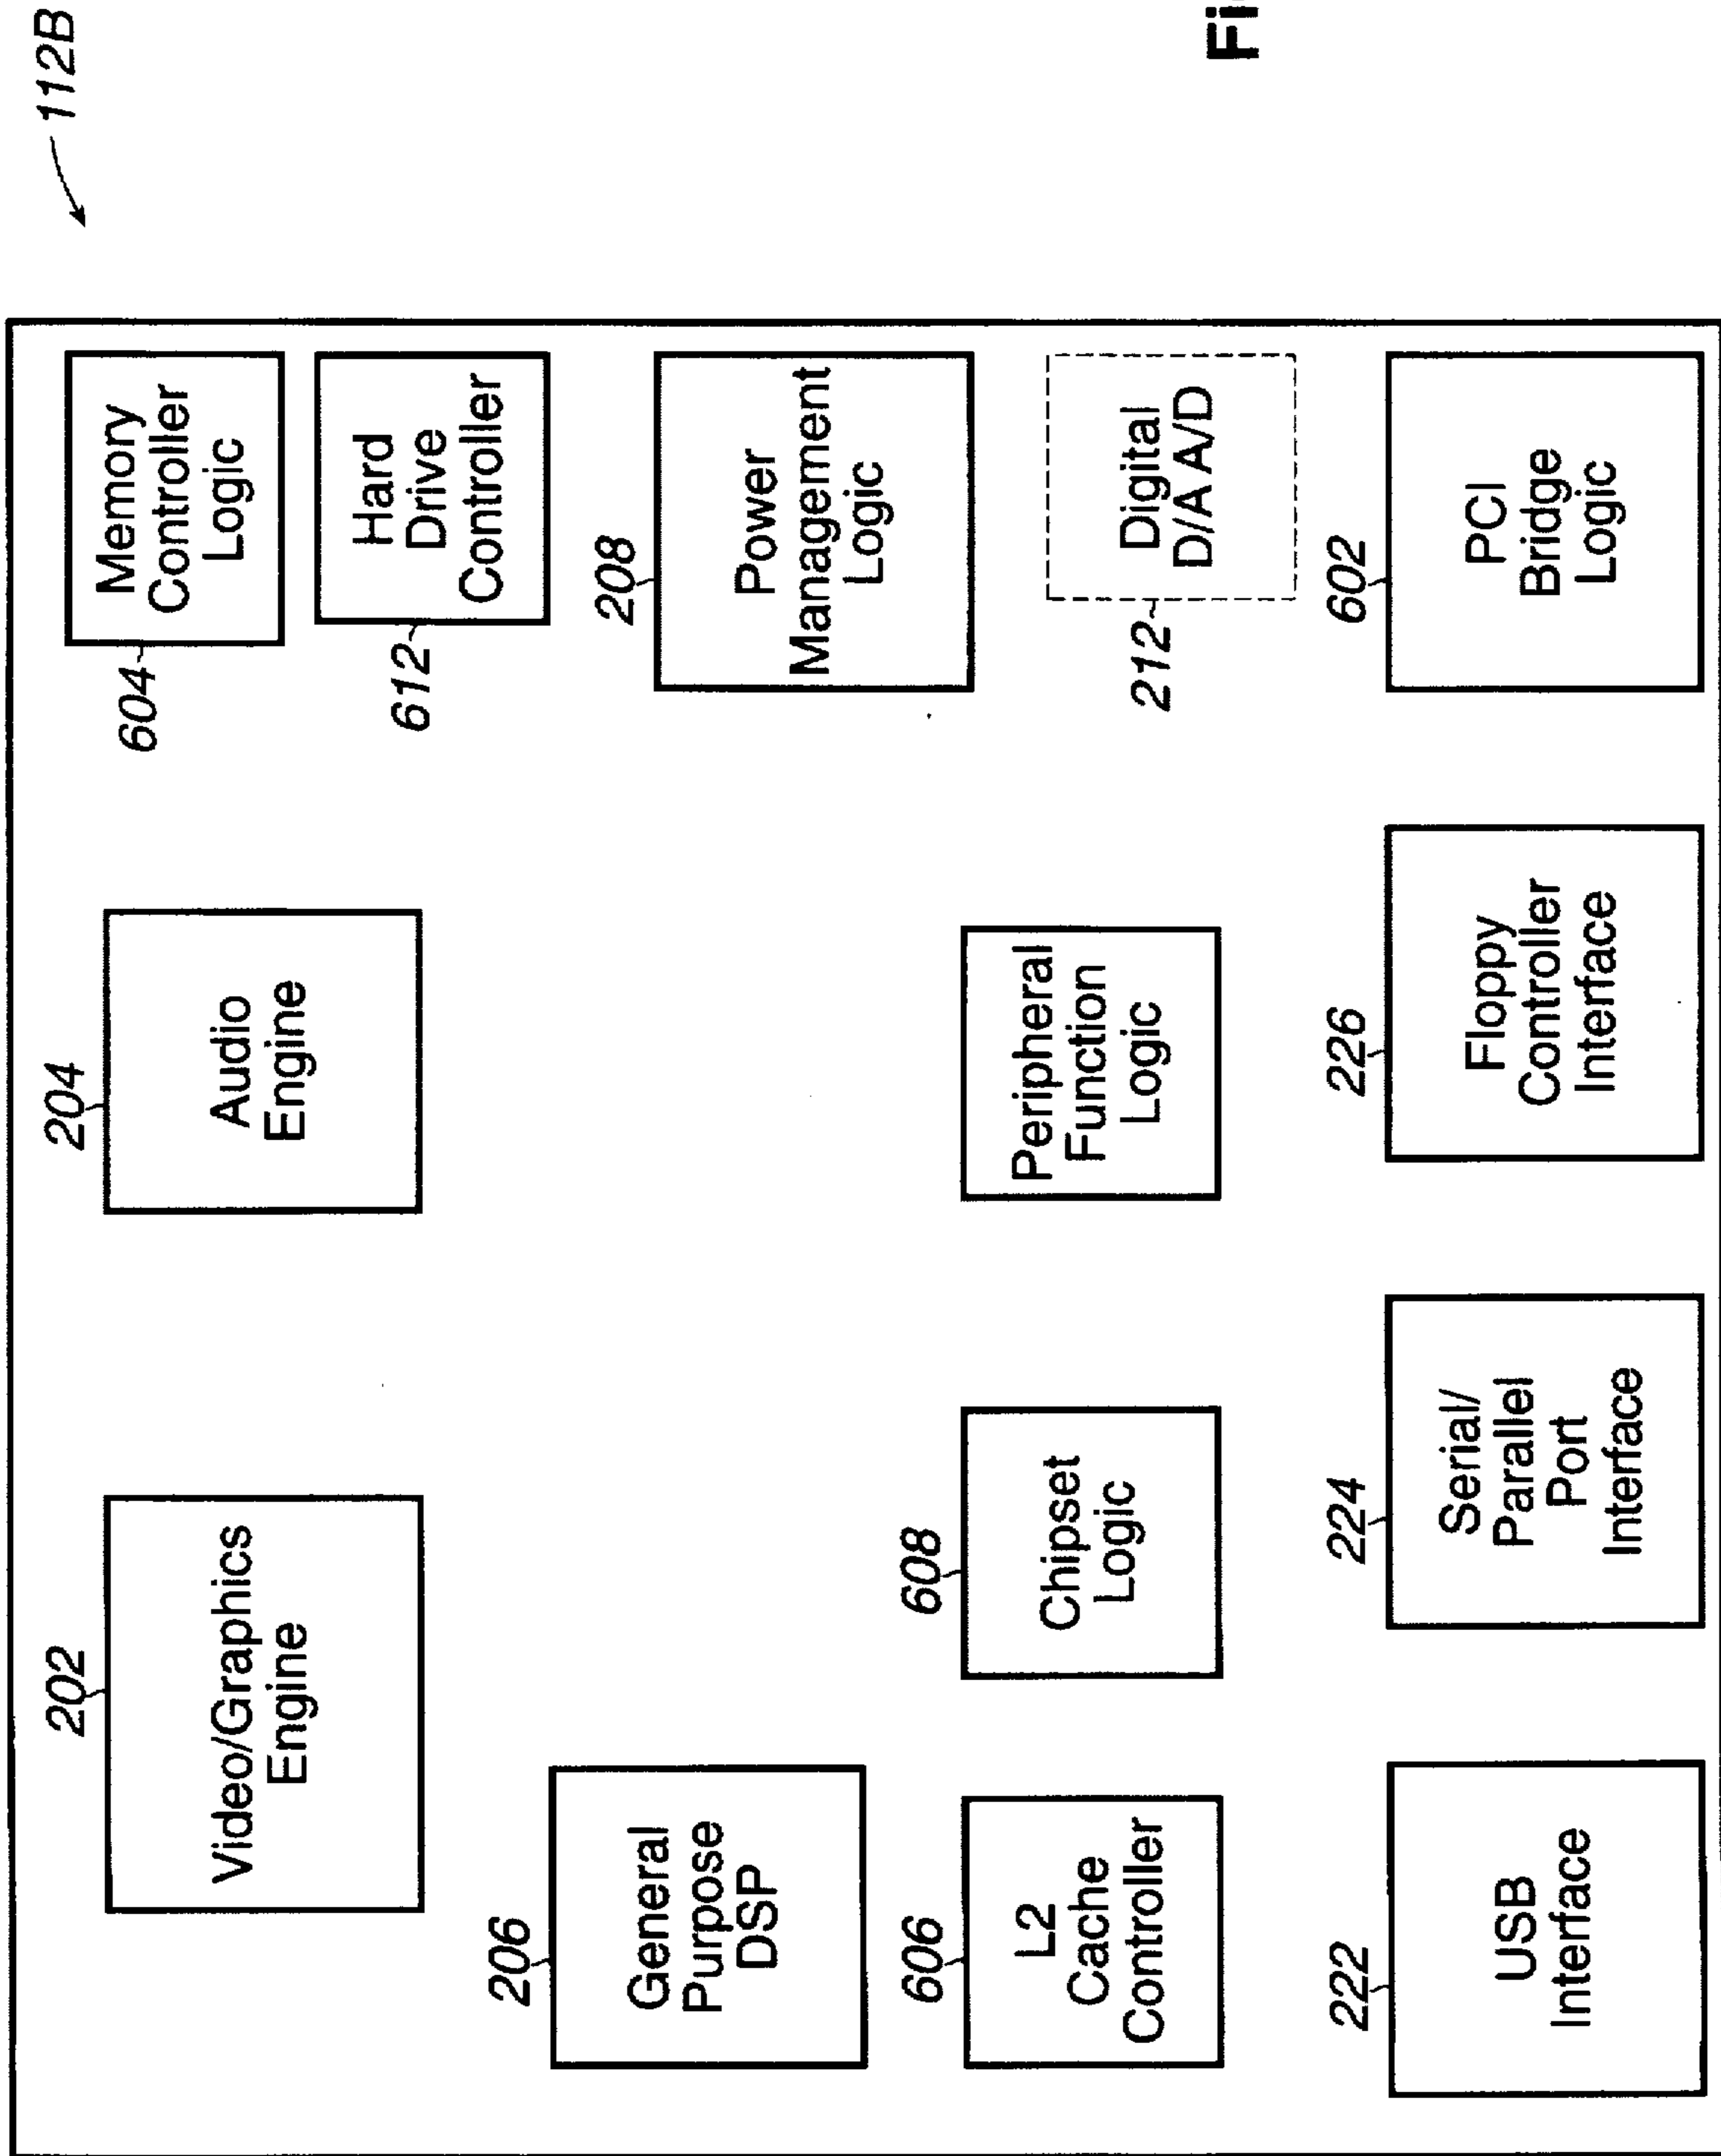 112B
202
Video/Graphics
Engine
204
Audio
Engine
604
Memory
Controller
Logic
612
Hard
Drive
Controller
206
General
Purpose
DSP
208
Power
Management
Logic
606
L2
Cache
Controller
608
Chipset
Logic
Peripheral
Function
Logic
212
Digital
D/A A/D
222
USB
Interface
224
Serial/
Parallel
Port
Interface
226
Floppy
Controller
Interface
602
PCI
Bridge
Logic
Fi